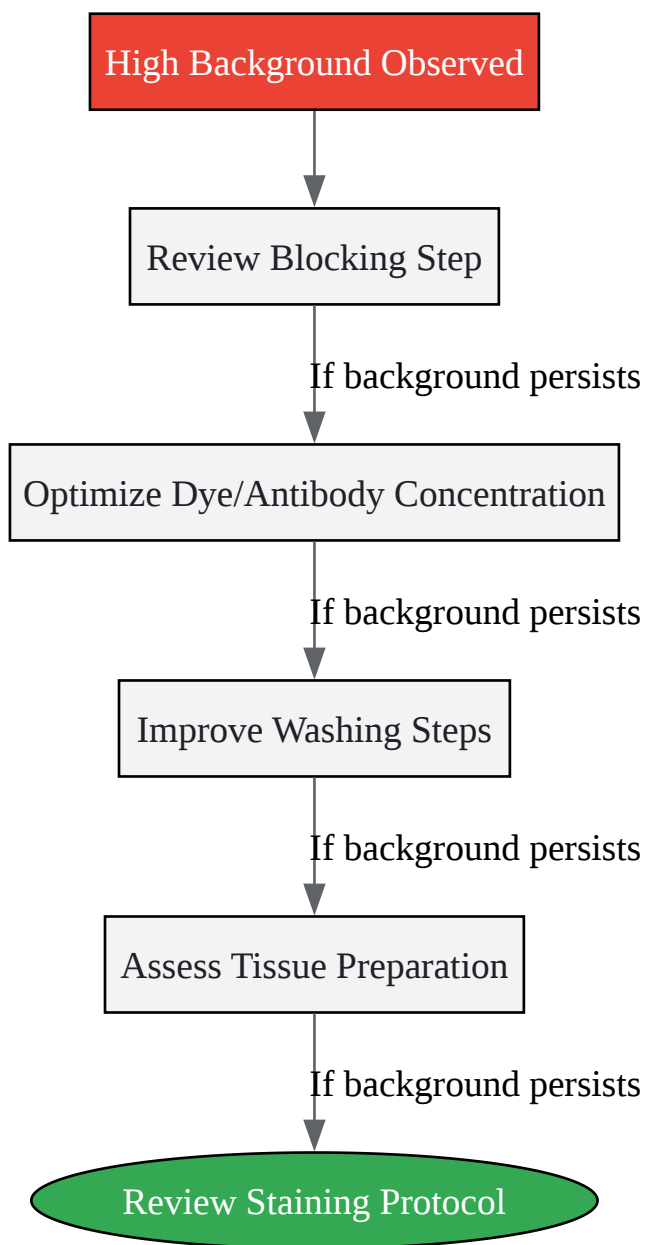 High Background Observed
Review Blocking Step
If background persists
Optimize Dye/Antibody Concentration
If background persists
Improve Washing Steps
If background persists
Assess Tissue Preparation
If background persists
Review Staining Protocol